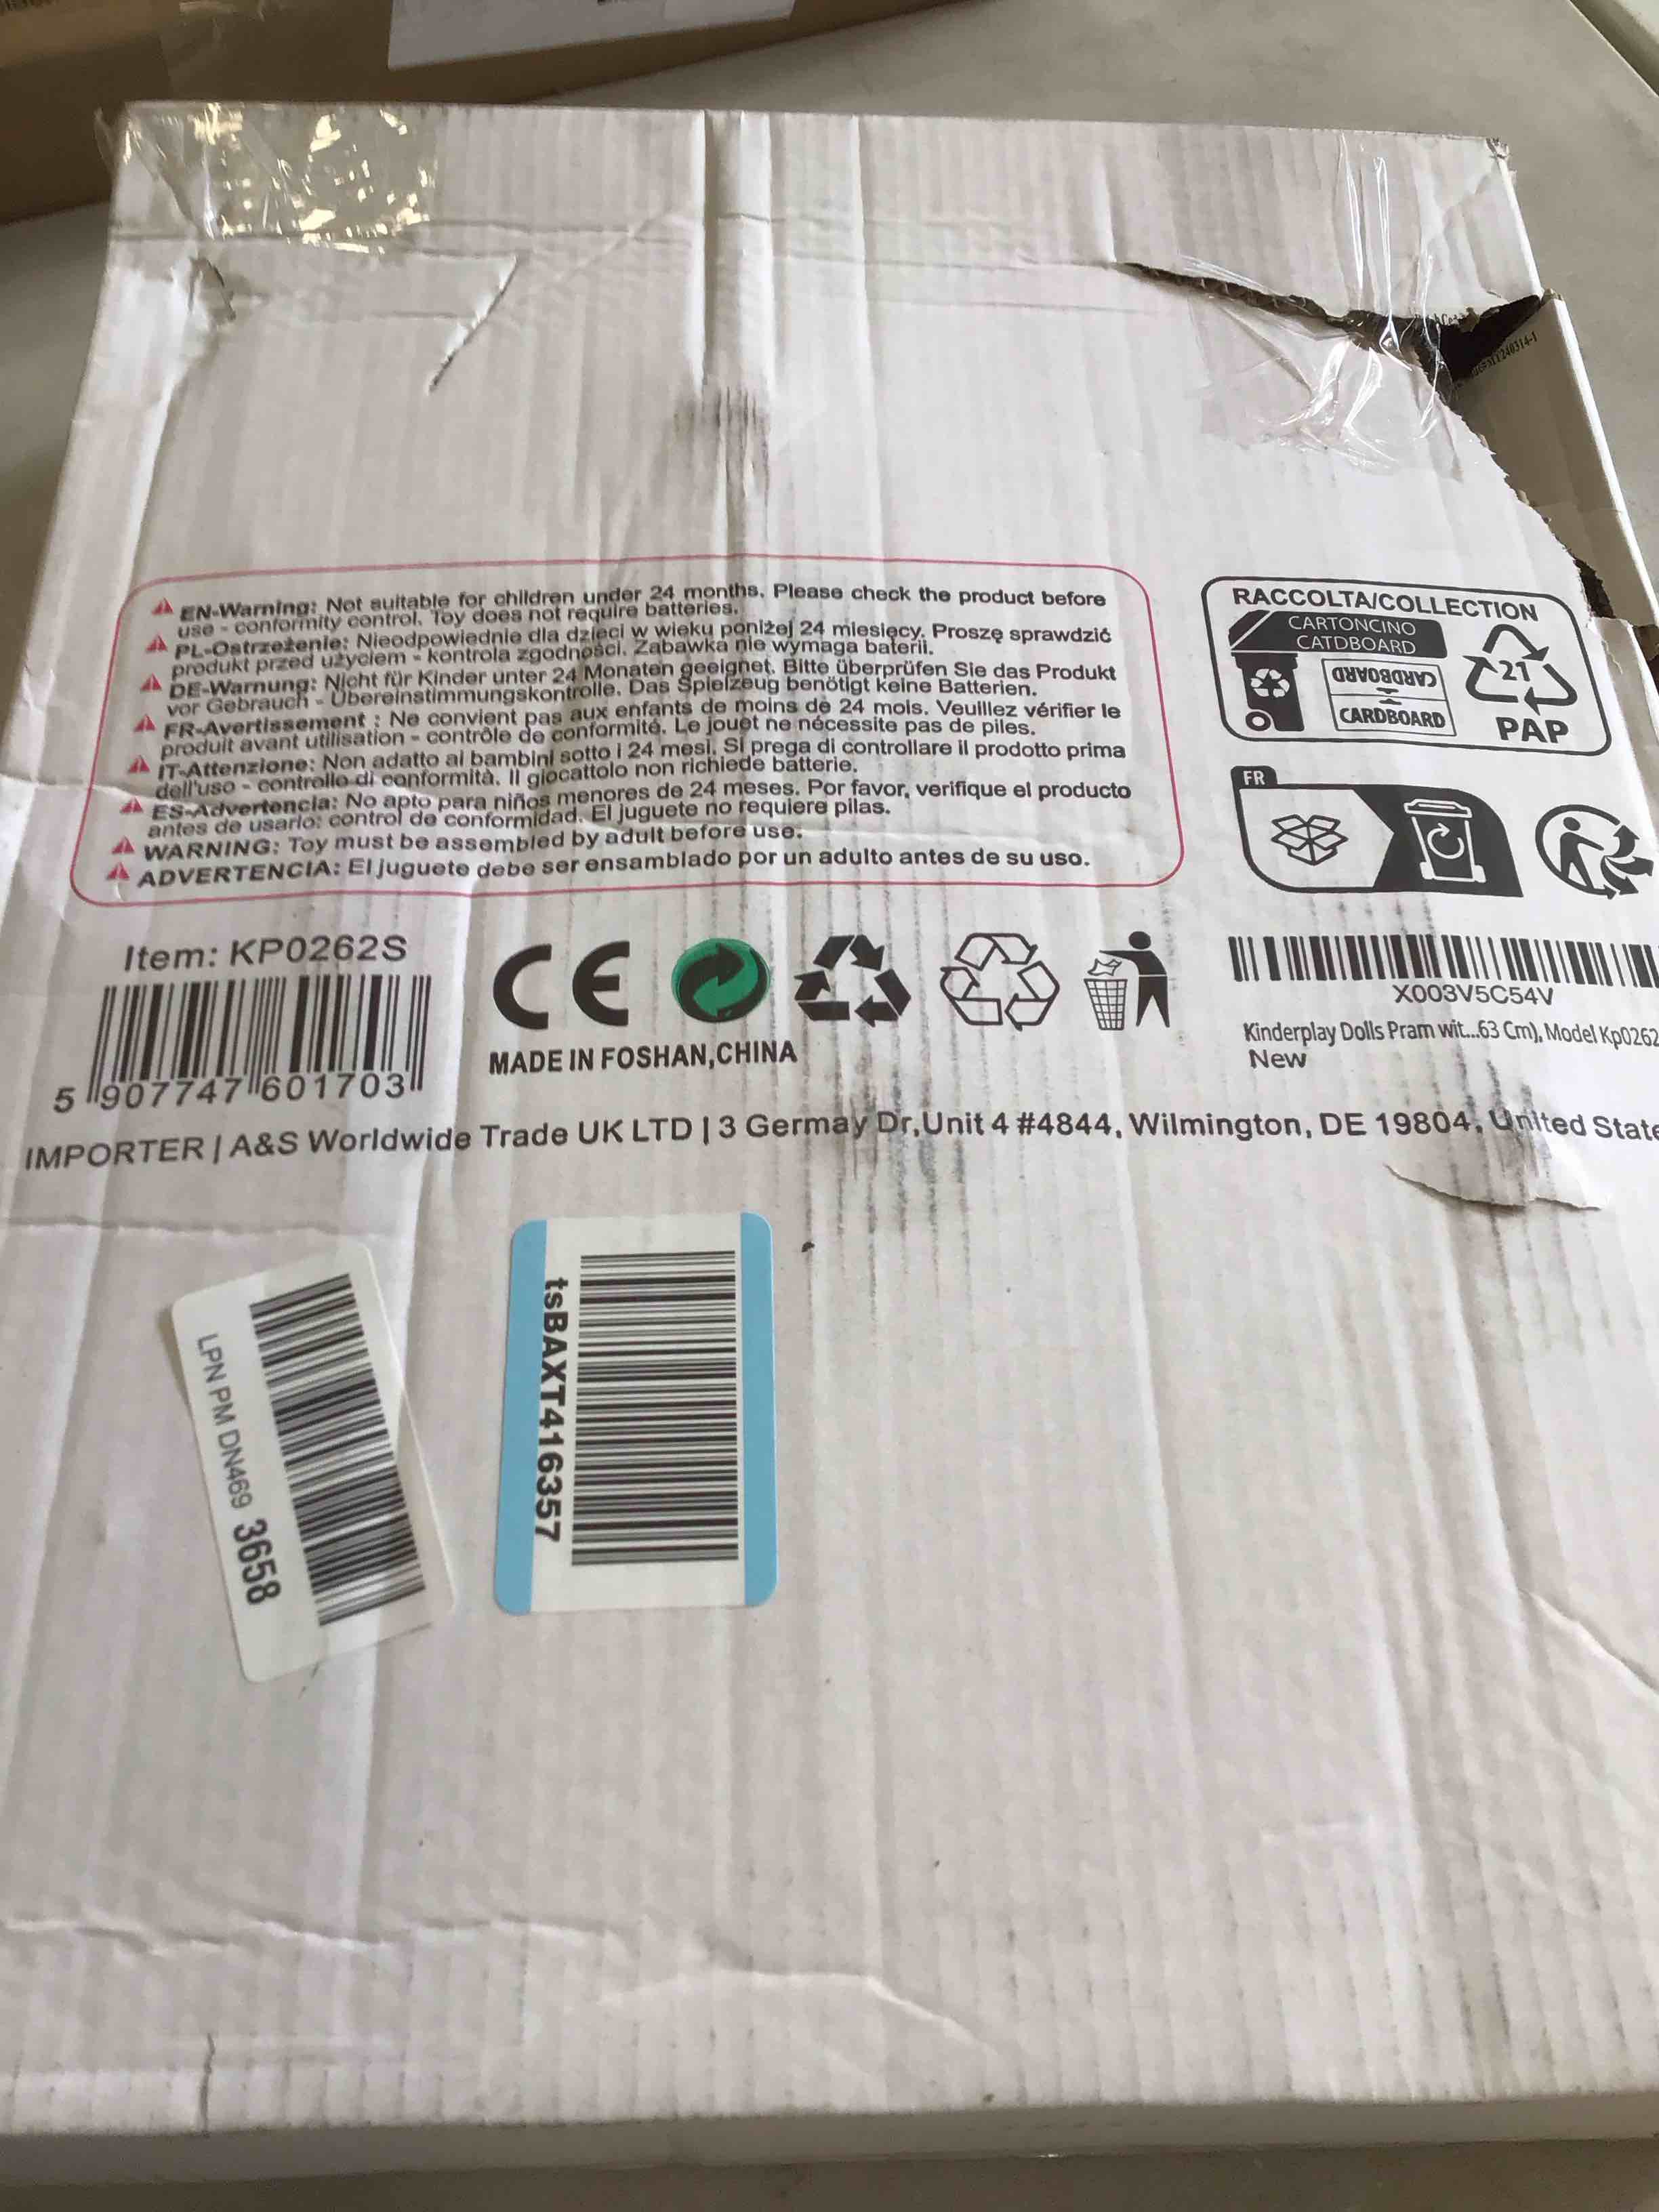 EN-Warning: Not suitable for children under 24 months. Please check the product before
use - conformity control. Toy does not require batteries.
PL-Ostrzeżenie: Nieodpowiednie dla dzieci w wieku poniżej 24 miesięcy. Proszę sprawdzić
produkt przed użyciem - kontrola zgodności. Zabawka nie wymaga baterii.
DE-Warnung: Nicht für Kinder unter 24 Monaten geeignet. Bitte überprüfen Sie das Produkt
vor Gebrauch - Übereinstimmungskontrolle. Das Spielzeug benötigt keine Batterien.
FR-Avertissement : Ne convient pas aux enfants de moins de 24 mois. Veuillez vérifier le
produit avant utilisation - contrôle de conformité. Le jouet ne nécessite pas de piles.
IT-Attenzione: Non adatto ai bambini sotto i 24 mesi. Si prega di controllare il prodotto prima
dell'uso - controllo di conformità. Il giocattolo non richiede batterie.
ES-Advertencia: No apto para niños menores de 24 meses. Por favor, verifique el producto
antes de usarlo: control de conformidad. El juguete no requiere pilas.
WARNING: Toy must be assembled by adult before use.
ADVERTENCIA: El juguete debe ser ensamblado por un adulto antes de su uso.
RACCOLTA/COLLECTION
CARTONCINO
CATDBOARD
CARDBOARD
CARDBOARD
21
PAP
FR
Item: KP0262S
5 907747 601703
CE
MADE IN FOSHAN,CHINA
X003V5C54V
Kinderplay Dolls Pram wit...63 Cm), Model Kp0262
New
IMPORTER | A&S Worldwide Trade UK LTD | 3 Germay Dr,Unit 4 #4844, Wilmington, DE 19804, United State
LPN PM DN469 3658
tsBAXT416357